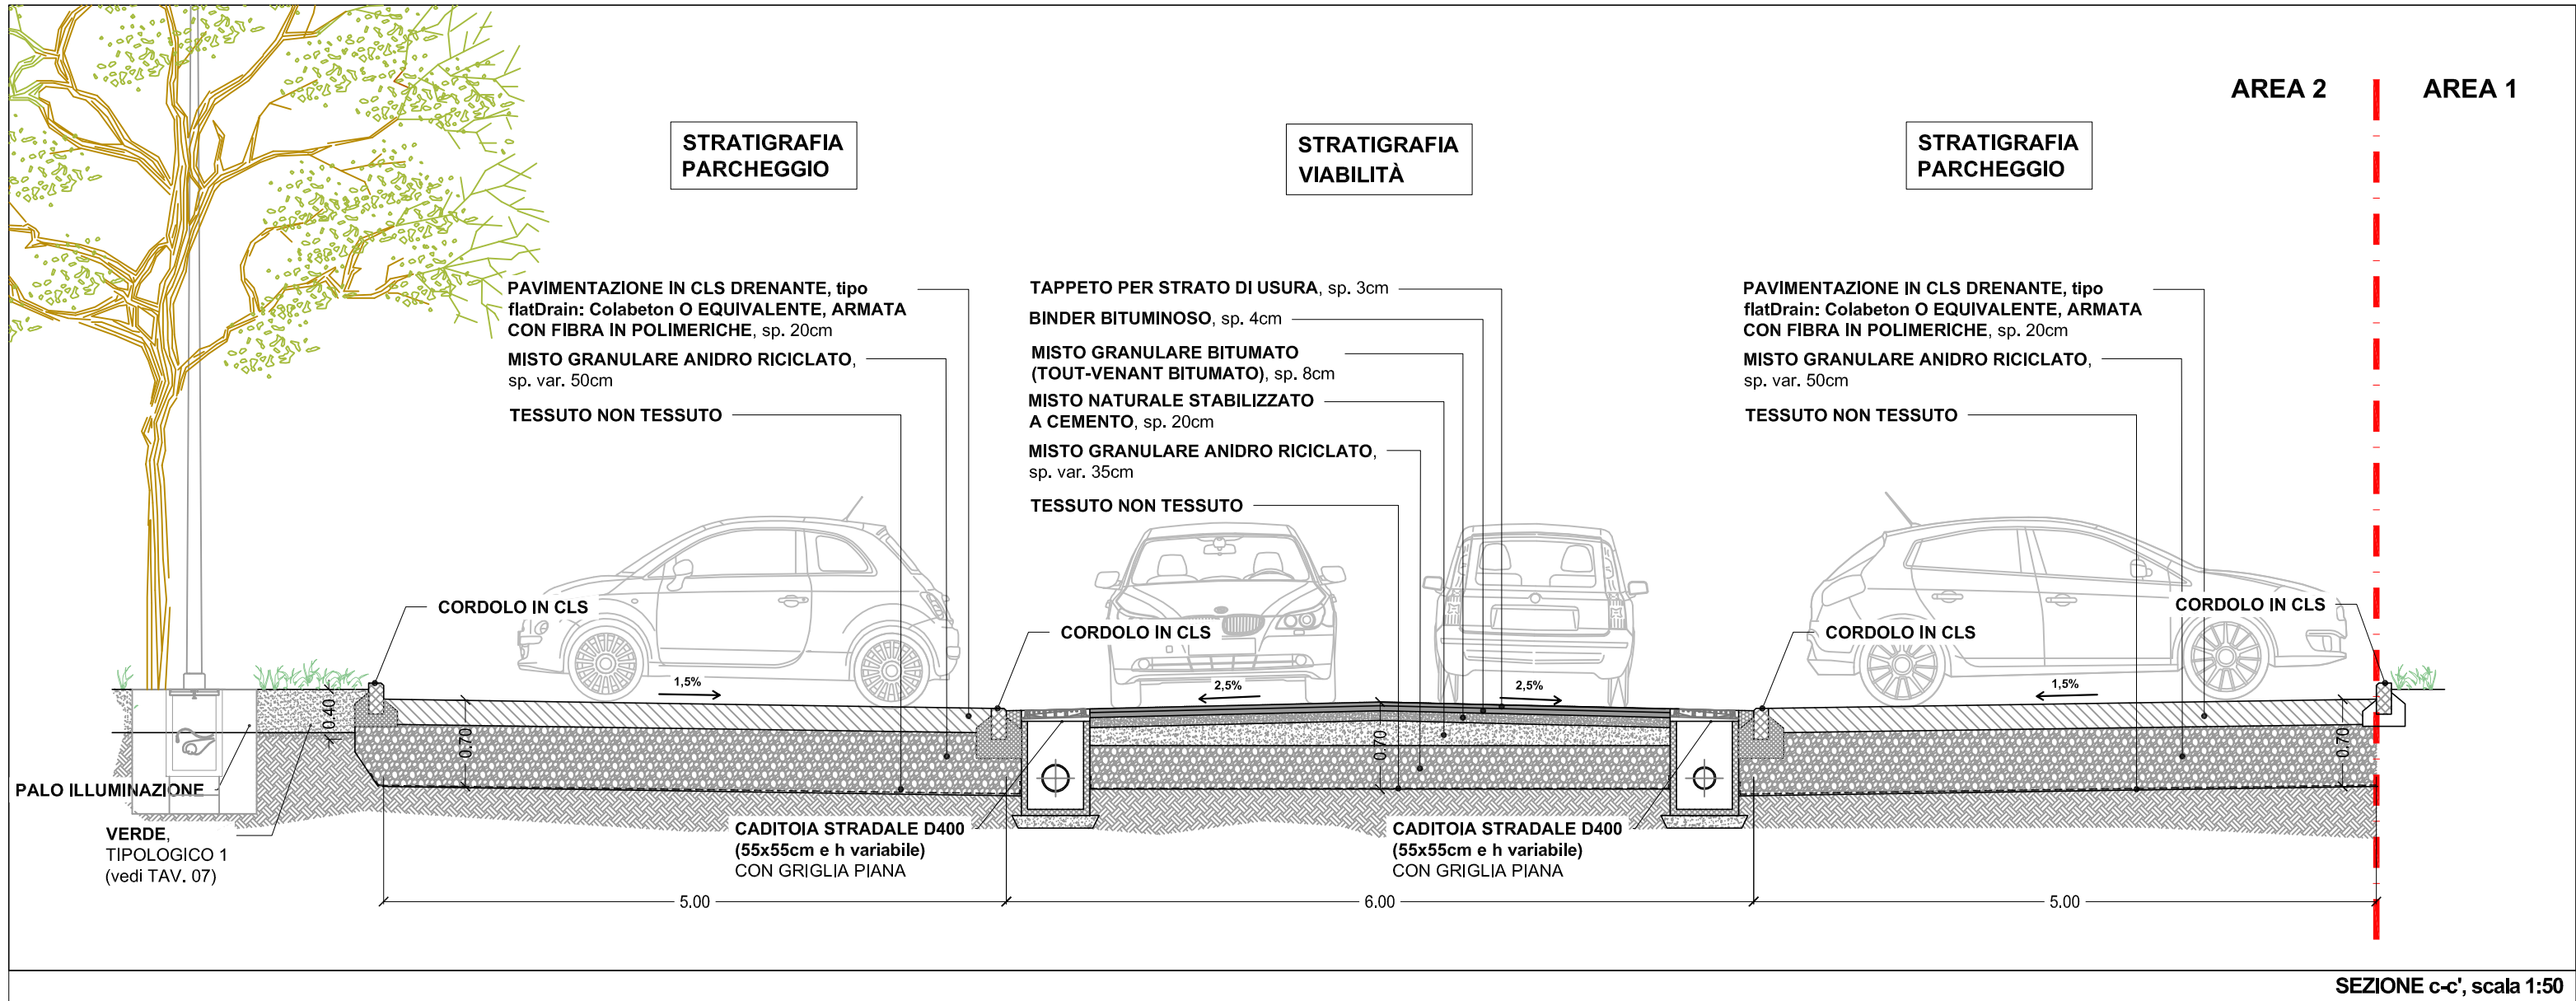 AREA 2
AREA 1
STRATIGRAFIA
PARCHEGGIO
STRATIGRAFIA
VIABILITÀ
STRATIGRAFIA
PARCHEGGIO
PAVIMENTAZIONE IN CLS DRENANTE, tipo
flatDrain: Colabeton O EQUIVALENTE, ARMATA
CON FIBRA IN POLIMERICHE, sp. 20cm
MISTO GRANULARE ANIDRO RICICLATO,
sp. var. 50cm
TESSUTO NON TESSUTO
TAPPETO PER STRATO DI USURA, sp. 3cm
BINDER BITUMINOSO, sp. 4cm
MISTO GRANULARE BITUMATO
(TOUT-VENANT BITUMATO), sp. 8cm
MISTO NATURALE STABILIZZATO
A CEMENTO, sp. 20cm
MISTO GRANULARE ANIDRO RICICLATO,
sp. var. 35cm
TESSUTO NON TESSUTO
PAVIMENTAZIONE IN CLS DRENANTE, tipo
flatDrain: Colabeton O EQUIVALENTE, ARMATA
CON FIBRA IN POLIMERICHE, sp. 20cm
MISTO GRANULARE ANIDRO RICICLATO,
sp. var. 50cm
TESSUTO NON TESSUTO
CORDOLO IN CLS
CORDOLO IN CLS
CORDOLO IN CLS
CORDOLO IN CLS
1,5%
2,5%
2,5%
1,5%
0.40
0.70
0.70
0.70
PALO ILLUMINAZIONE
VERDE,
TIPOLOGICO 1
(vedi TAV. 07)
CADITOIA STRADALE D400
(55x55cm e h variabile)
CON GRIGLIA PIANA
CADITOIA STRADALE D400
(55x55cm e h variabile)
CON GRIGLIA PIANA
5.00
6.00
5.00
SEZIONE c-c', scala 1:50